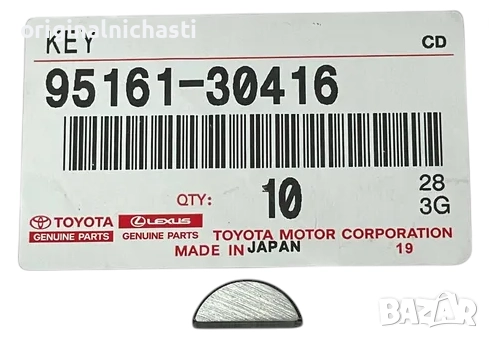 originalnichasti
KEY
CD
95161-30416
QTY:
10
28
3G
TOYOTA
GENUINE PARTS
LEXUS
GENUINE PARTS
TOYOTA MOTOR CORPORATION
MADE IN JAPAN
19
BAZAR